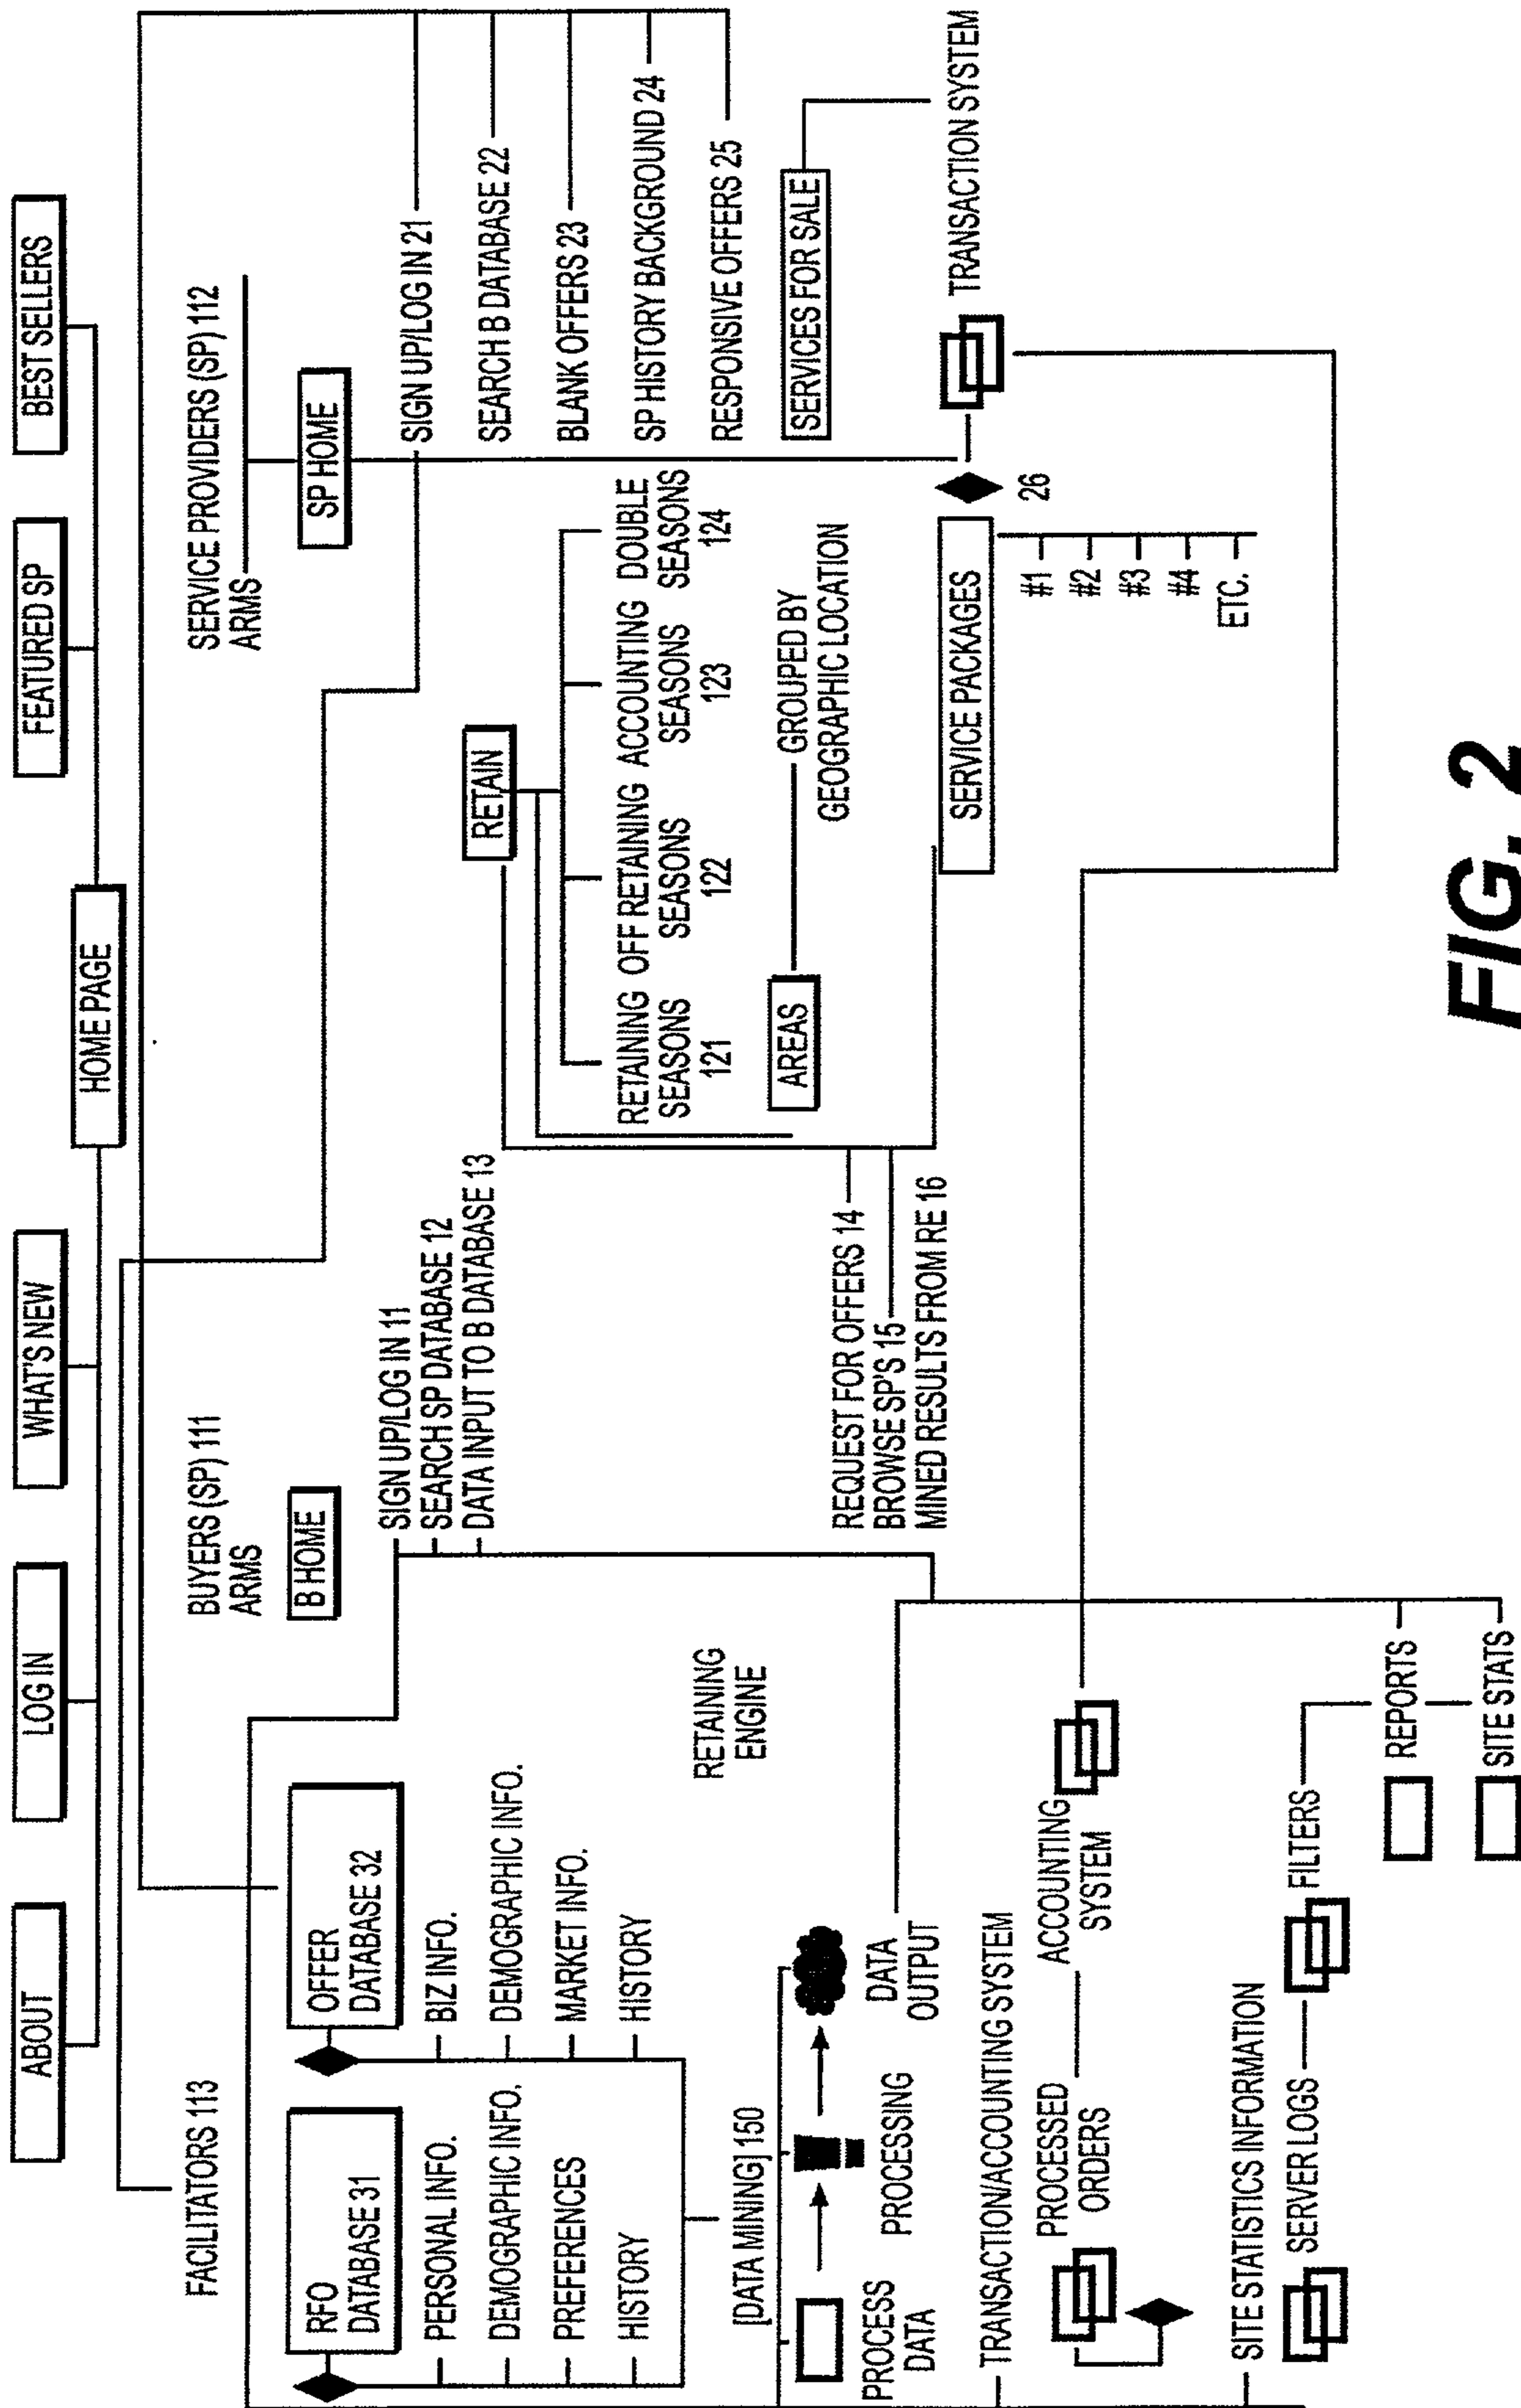 ABOUT
LOG IN
WHAT'S NEW
HOME PAGE
FEATURED SP
BEST SELLERS
FACILITATORS 113
BUYERS (SP) 111
ARMS
SERVICE PROVIDERS (SP) 112
ARMS
RFO
DATABASE 31
OFFER
DATABASE 32
B HOME
SP HOME
PERSONAL INFO.
DEMOGRAPHIC INFO.
PREFERENCES
HISTORY
BIZ INFO.
DEMOGRAPHIC INFO.
MARKET INFO.
HISTORY
SIGN UP/LOG IN 11
SEARCH SP DATABASE 12
DATA INPUT TO B DATABASE 13
SIGN UP/LOG IN 21
SEARCH B DATABASE 22
BLANK OFFERS 23
SP HISTORY BACKGROUND 24
RESPONSIVE OFFERS 25
RETAIN
RETAINING
SEASONS
121
OFF RETAINING
SEASONS
122
ACCOUNTING
SEASONS
123
DOUBLE
SEASONS
124
AREAS
GROUPED BY
GEOGRAPHIC LOCATION
RETAINING
ENGINE
[DATA MINING] 150
PROCESS
DATA
PROCESSING
DATA
OUTPUT
REQUEST FOR OFFERS 14
BROWSE SP'S 15
MINED RESULTS FROM RE 16
SERVICES FOR SALE
SERVICE PACKAGES
26
TRANSACTION SYSTEM
#1
#2
#3
#4
ETC.
TRANSACTION/ACCOUNTING SYSTEM
PROCESSED
ORDERS
ACCOUNTING
SYSTEM
SITE STATISTICS INFORMATION
SERVER LOGS
FILTERS
REPORTS
SITE STATS
FIG. 2